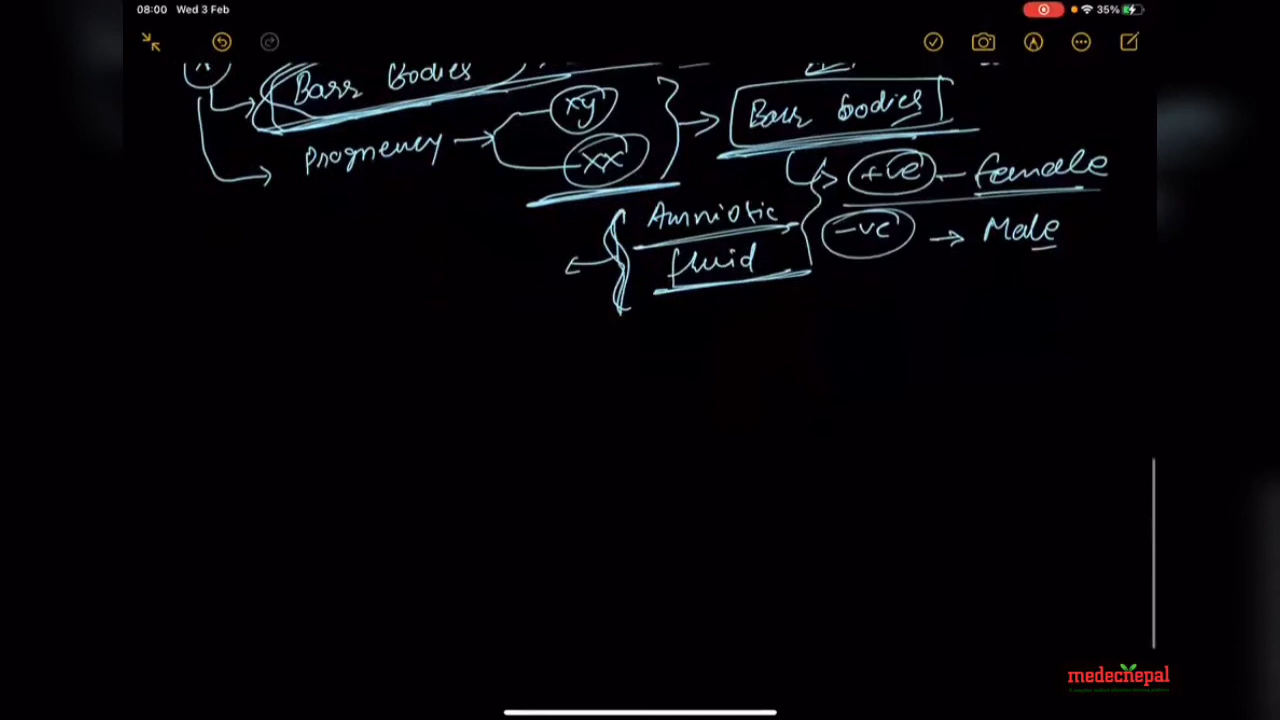 08:00 Wed 3 Feb
35%
Barr bodies
xy
Barr bodies
Pregnency
xx
+ve - female
Amniotic
-ve → Male
fluid
medecnepal